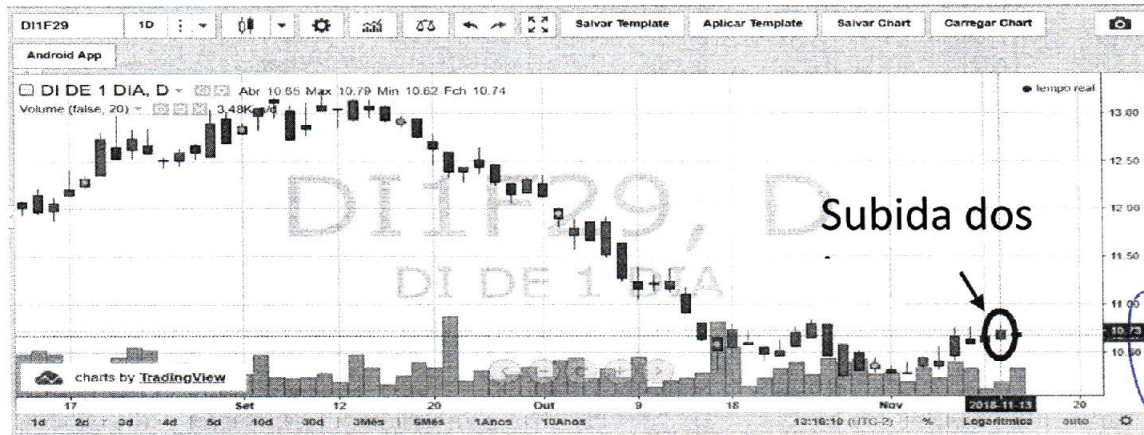 DI1F29 1D Salvar Template Aplicar Template Salvar Chart Carregar Chart
Android App
DI DE 1 DIA, D Abr 10.65 Max 10.79 Min 10.62 Fch 10.74
Volume (false, 20) 3.48K n/d
tempo real
13.00
12.50
DI1F29, D
DI DE 1 DIA
12.00
Subida dos
11.50
11.00
10.73
10.50
charts by TradingView
17 Set 12 20 Out 9 18 Nov 2018-11-13 20
1d 2d 3d 4d 5d 10d 30d 3Mês 6Mês 1Anos 10Anos (UTC-2) % Logarítmica auto